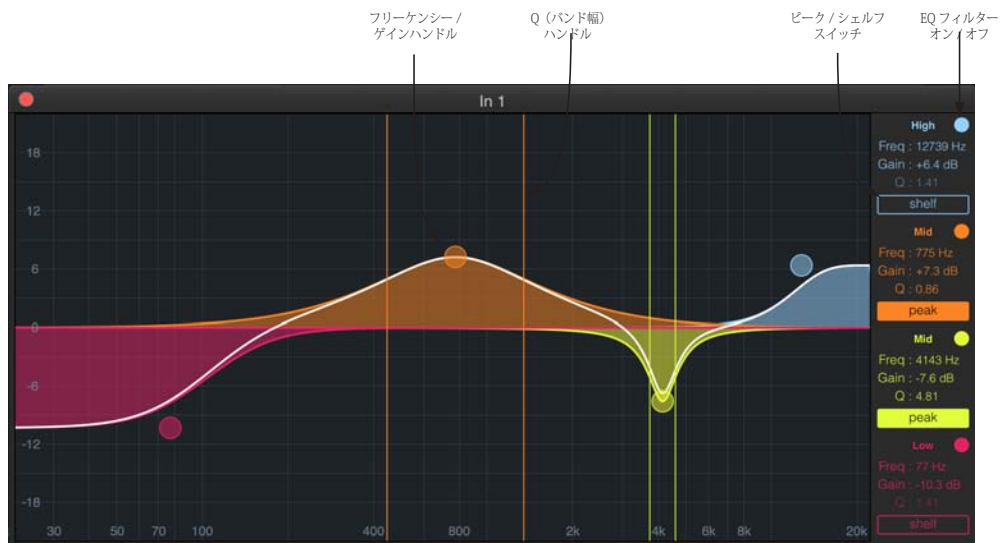 フリーケンシー /
ゲインハンドル
Q（バンド幅）
ハンドル
ピーク / シェルフ
スイッチ
EQ フィルター
オン / オフ
In 1
High
Freq : 12739 Hz
Gain : +6.4 dB
Q : 1.41
shelf
Mid
Freq : 775 Hz
Gain : +7.3 dB
Q : 0.86
peak
Mid
Freq : 4143 Hz
Gain : -7.6 dB
Q : 4.81
peak
Low
Freq : 77 Hz
Gain : -10.3 dB
Q : 1.41
shelf
18
12
6
0
-6
-12
-18
30 50 70 100 400 800 2k 4k 6k 8k 20k